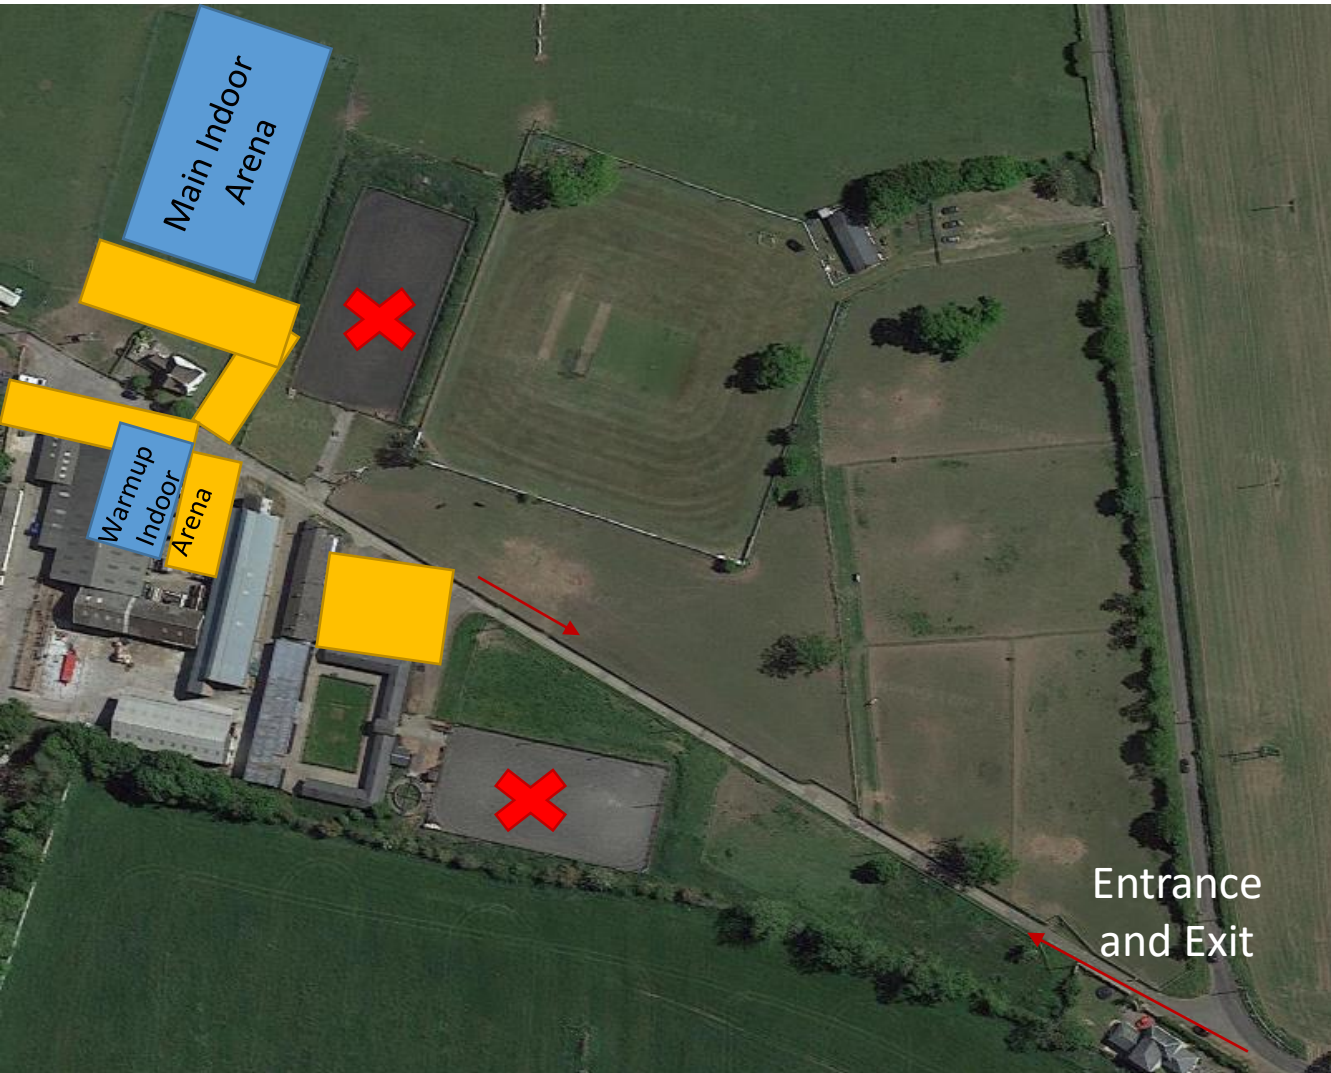 Main Indoor
Arena
Warmup
Indoor
Arena
Entrance
and Exit